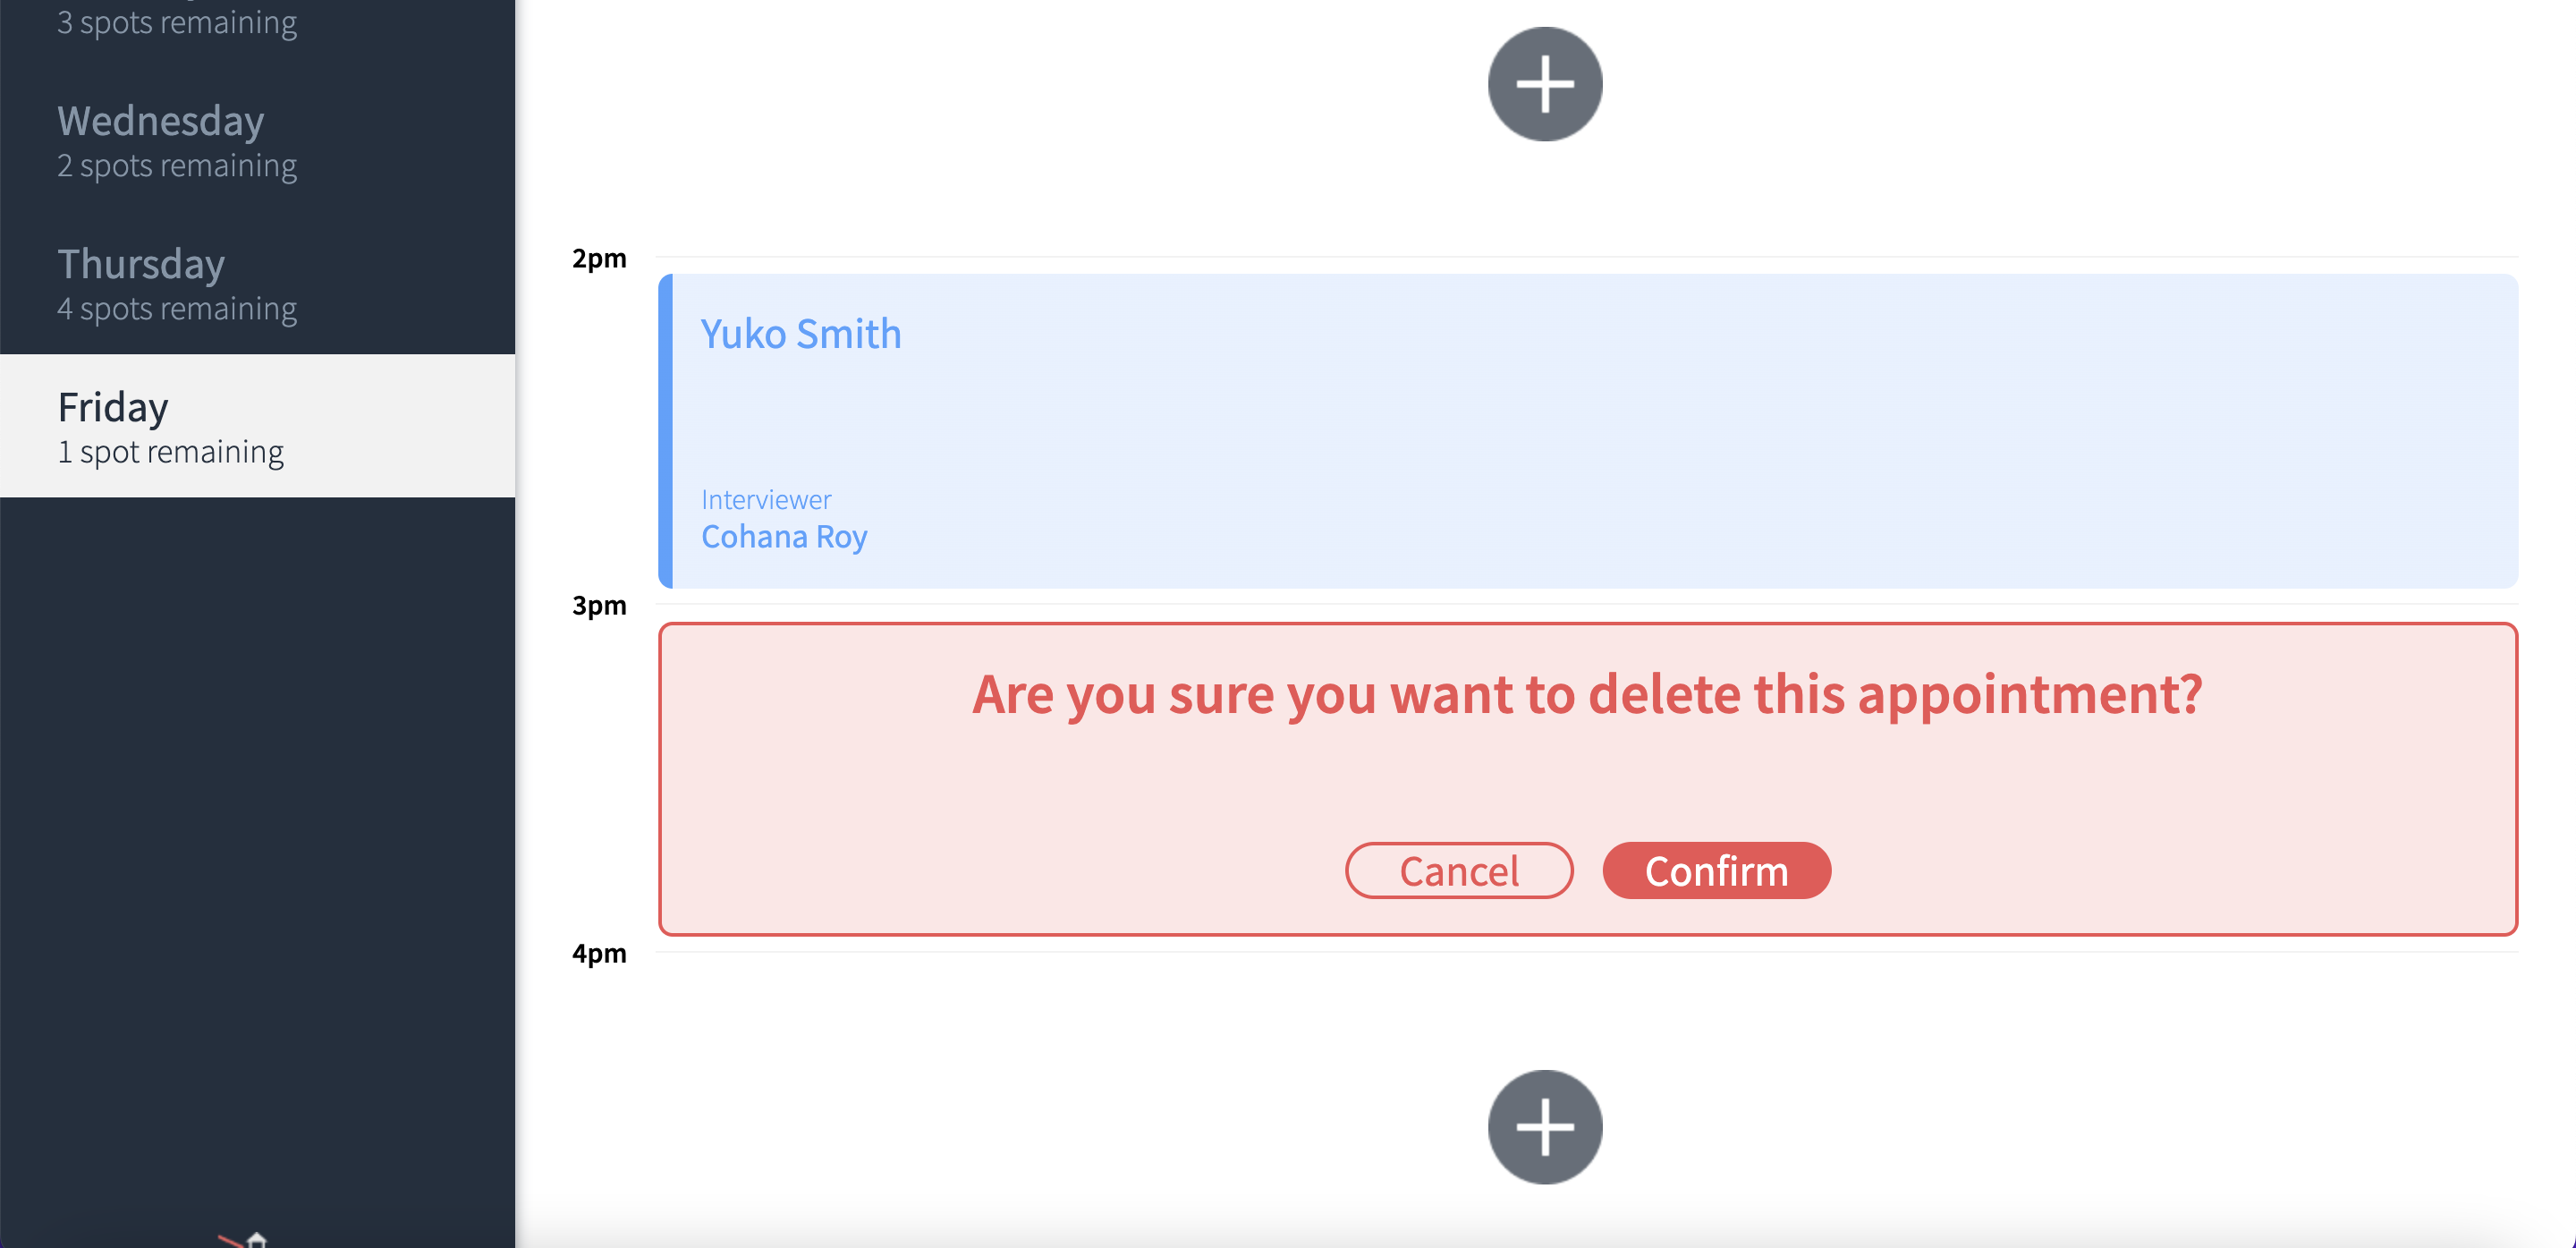 3 spots remaining
Wednesday
2 spots remaining
Thursday
4 spots remaining
Friday
1 spot remaining
2pm
Yuko Smith
Interviewer
Cohana Roy
3pm
Are you sure you want to delete this appointment?
Cancel
Confirm
4pm